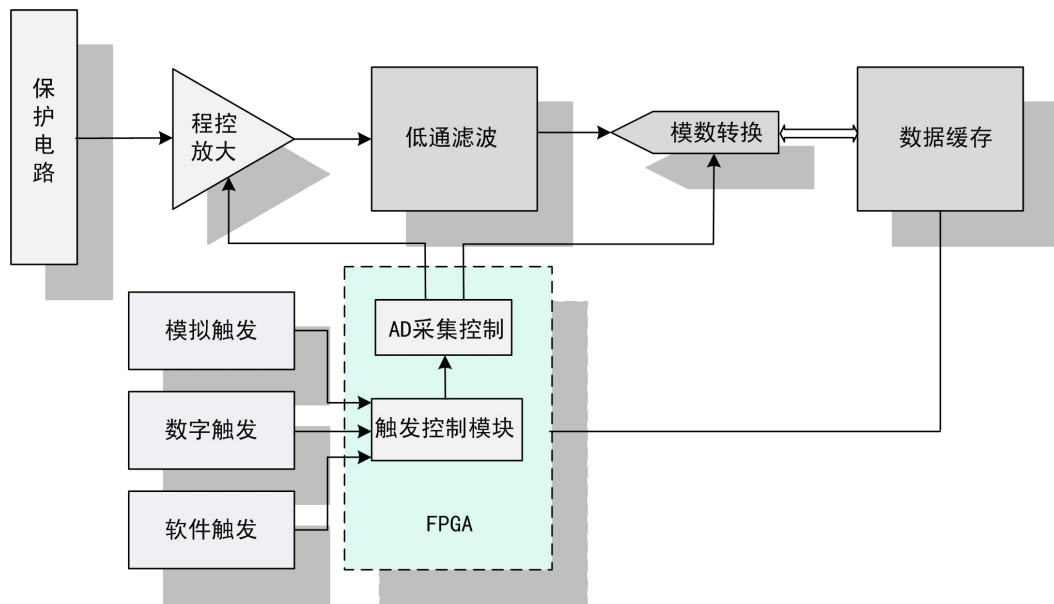 保护电路
程控
放大
低通滤波
模数转换
数据缓存
模拟触发
AD采集控制
数字触发
触发控制模块
软件触发
FPGA